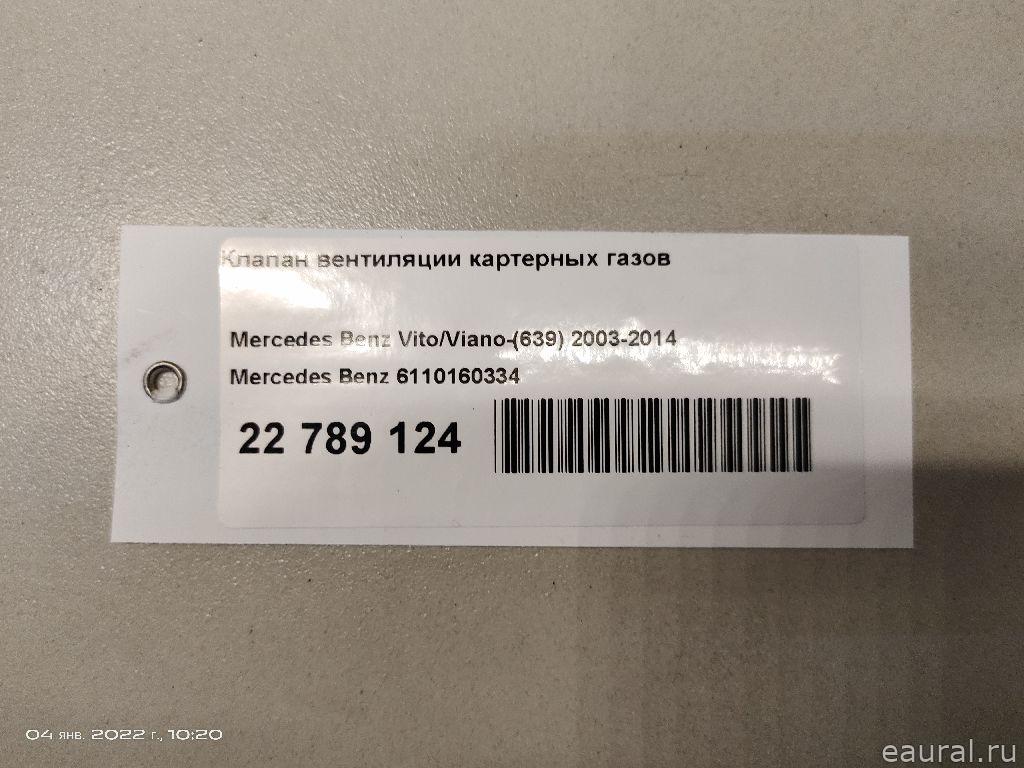 Клапан вентиляции картерных газов
Mercedes Benz Vito/Viano-(639) 2003-2014
Mercedes Benz 6110160334
22 789 124
04 янв. 2022 г., 10:20
eaural.ru